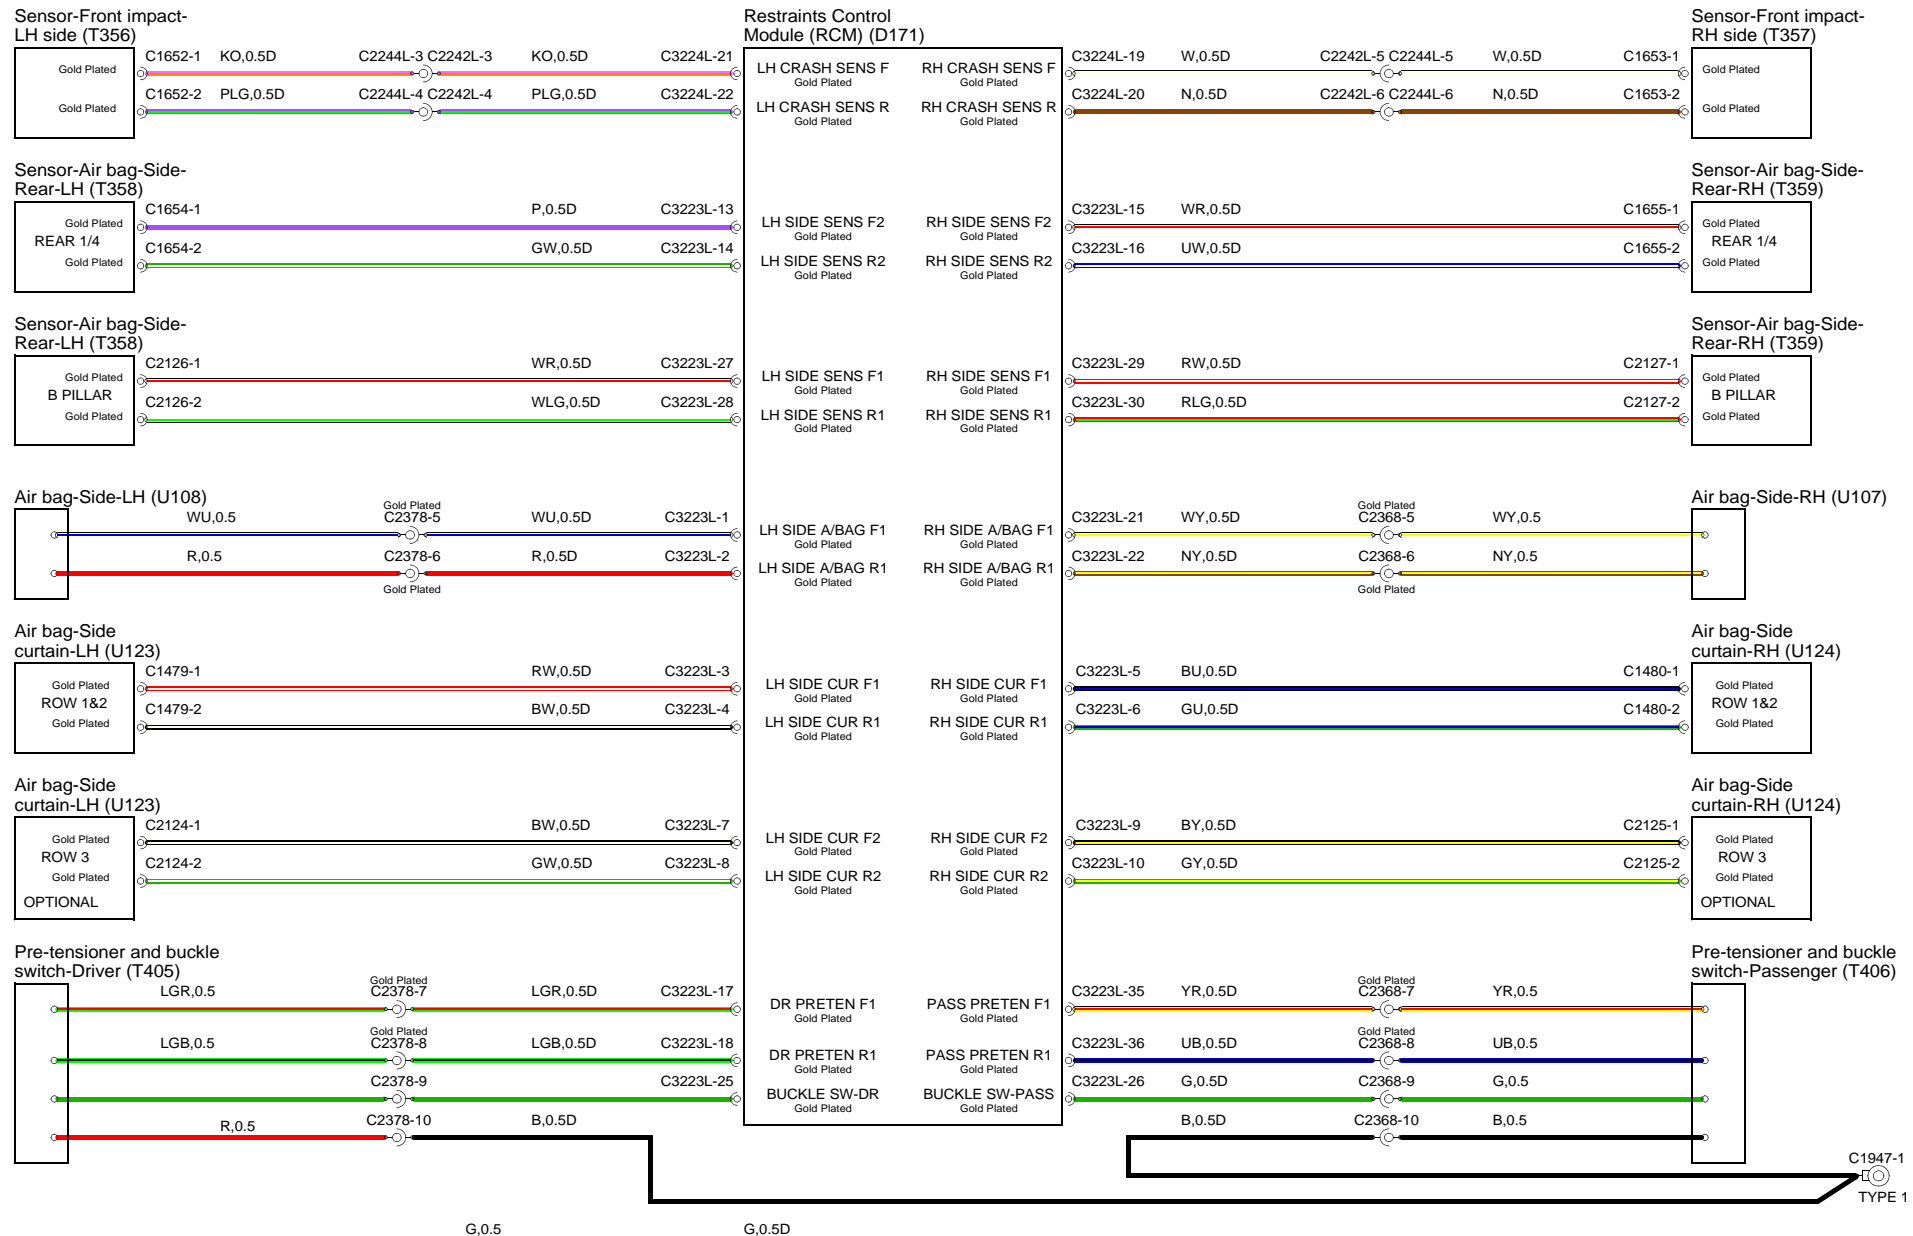 Sensor-Front impact-
LH side (T356)
Restraints Control
Module (RCM) (D171)
Sensor-Front impact-
RH side (T357)
Gold Plated
C1652-1 KO,0.5D C2244L-3 C2242L-3 KO,0.5D C3224L-21
LH CRASH SENS F RH CRASH SENS F
Gold Plated Gold Plated
C3224L-19 W,0.5D C2242L-5 C2244L-5 W,0.5D C1653-1
Gold Plated
Gold Plated
C1652-2 PLG,0.5D C2244L-4 C2242L-4 PLG,0.5D C3224L-22
LH CRASH SENS R RH CRASH SENS R
Gold Plated Gold Plated
C3224L-20 N,0.5D C2242L-6 C2244L-6 N,0.5D C1653-2
Gold Plated
Sensor-Air bag-Side-
Rear-LH (T358)
Sensor-Air bag-Side-
Rear-RH (T359)
Gold Plated
C1654-1 P,0.5D C3223L-13
LH SIDE SENS F2 RH SIDE SENS F2
Gold Plated Gold Plated
C3223L-15 WR,0.5D C1655-1
Gold Plated
REAR 1/4
REAR 1/4
Gold Plated
C1654-2 GW,0.5D C3223L-14
LH SIDE SENS R2 RH SIDE SENS R2
Gold Plated Gold Plated
C3223L-16 UW,0.5D C1655-2
Gold Plated
Sensor-Air bag-Side-
Rear-LH (T358)
Sensor-Air bag-Side-
Rear-RH (T359)
Gold Plated
C2126-1 WR,0.5D C3223L-27
LH SIDE SENS F1 RH SIDE SENS F1
Gold Plated Gold Plated
C3223L-29 RW,0.5D C2127-1
Gold Plated
B PILLAR
B PILLAR
Gold Plated
C2126-2 WLG,0.5D C3223L-28
LH SIDE SENS R1 RH SIDE SENS R1
Gold Plated Gold Plated
C3223L-30 RLG,0.5D C2127-2
Gold Plated
Air bag-Side-LH (U108)
Air bag-Side-RH (U107)
Gold Plated
WU,0.5 C2378-5 WU,0.5D C3223L-1
LH SIDE A/BAG F1 RH SIDE A/BAG F1
Gold Plated Gold Plated
Gold Plated
C3223L-21 WY,0.5D C2368-5 WY,0.5
R,0.5 C2378-6 R,0.5D C3223L-2
Gold Plated
LH SIDE A/BAG R1 RH SIDE A/BAG R1
Gold Plated Gold Plated
C3223L-22 NY,0.5D C2368-6 NY,0.5
Gold Plated
Air bag-Side
curtain-LH (U123)
Air bag-Side
curtain-RH (U124)
Gold Plated
C1479-1 RW,0.5D C3223L-3
LH SIDE CUR F1 RH SIDE CUR F1
Gold Plated Gold Plated
C3223L-5 BU,0.5D C1480-1
Gold Plated
ROW 1&2
ROW 1&2
Gold Plated
C1479-2 BW,0.5D C3223L-4
LH SIDE CUR R1 RH SIDE CUR R1
Gold Plated Gold Plated
C3223L-6 GU,0.5D C1480-2
Gold Plated
Air bag-Side
curtain-LH (U123)
Air bag-Side
curtain-RH (U124)
Gold Plated
C2124-1 BW,0.5D C3223L-7
LH SIDE CUR F2 RH SIDE CUR F2
Gold Plated Gold Plated
C3223L-9 BY,0.5D C2125-1
Gold Plated
ROW 3
ROW 3
Gold Plated
C2124-2 GW,0.5D C3223L-8
LH SIDE CUR R2 RH SIDE CUR R2
Gold Plated Gold Plated
C3223L-10 GY,0.5D C2125-2
Gold Plated
OPTIONAL
OPTIONAL
Pre-tensioner and buckle
switch-Driver (T405)
Pre-tensioner and buckle
switch-Passenger (T406)
Gold Plated
LGR,0.5 C2378-7 LGR,0.5D C3223L-17
DR PRETEN F1 PASS PRETEN F1
Gold Plated Gold Plated
Gold Plated
C3223L-35 YR,0.5D C2368-7 YR,0.5
Gold Plated
LGB,0.5 C2378-8 LGB,0.5D C3223L-18
DR PRETEN R1 PASS PRETEN R1
Gold Plated Gold Plated
Gold Plated
C3223L-36 UB,0.5D C2368-8 UB,0.5
C2378-9 C3223L-25
BUCKLE SW-DR BUCKLE SW-PASS
Gold Plated Gold Plated
C3223L-26 G,0.5D C2368-9 G,0.5
R,0.5 C2378-10 B,0.5D
B,0.5D C2368-10 B,0.5
C1947-1
TYPE 1
G,0.5 G,0.5D